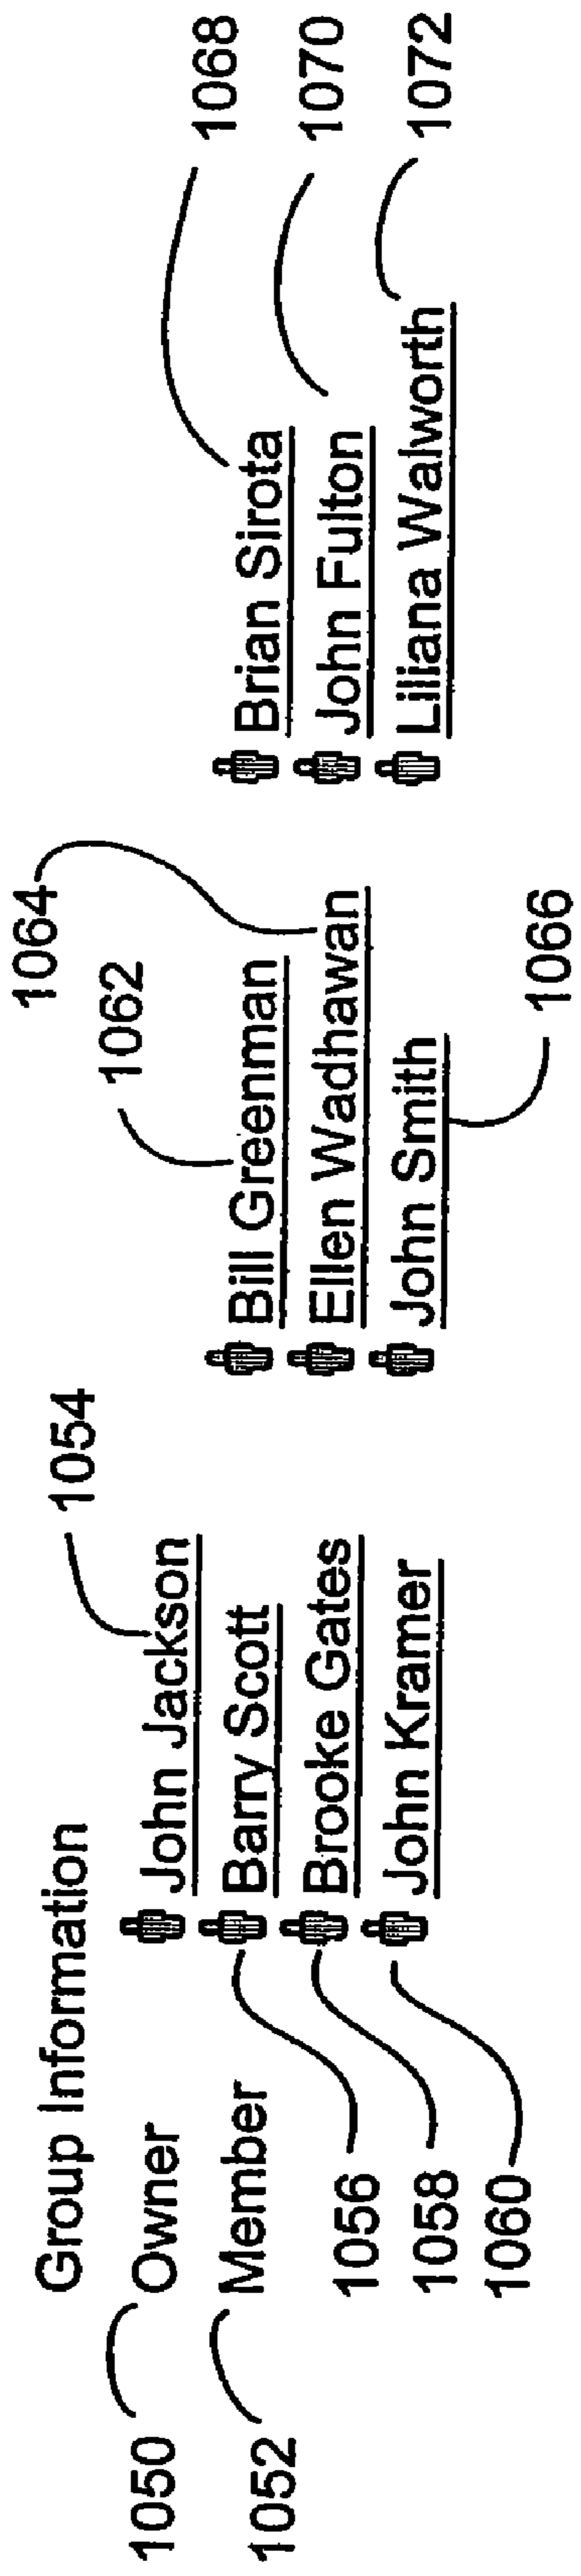 Group Information
1050 Owner John Jackson 1054
1052 Member Barry Scott Bill Greenman 1062 Brian Sirota 1068
1056 Brooke Gates Ellen Wadhawan 1064 John Fulton 1070
1058 John Kramer John Smith 1066 Liliana Walworth 1072
1060